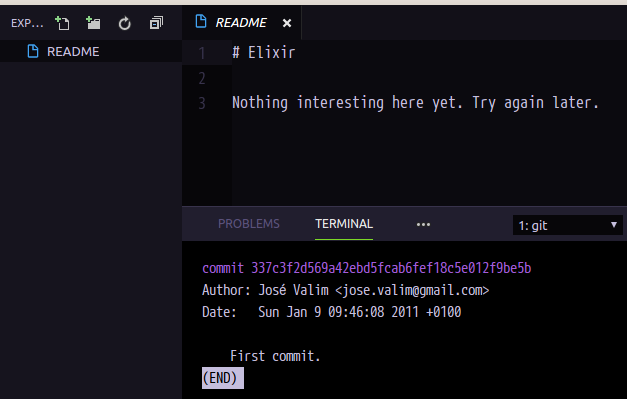 EXP...
README
README
1 # Elixir
2
3 Nothing interesting here yet. Try again later.
PROBLEMS TERMINAL ... 1: git
commit 337c3f2d569a42ebd5fcab6fef18c5e012f9be5b
Author: José Valim <jose.valim@gmail.com>
Date: Sun Jan 9 09:46:08 2011 +0100
First commit.
(END)